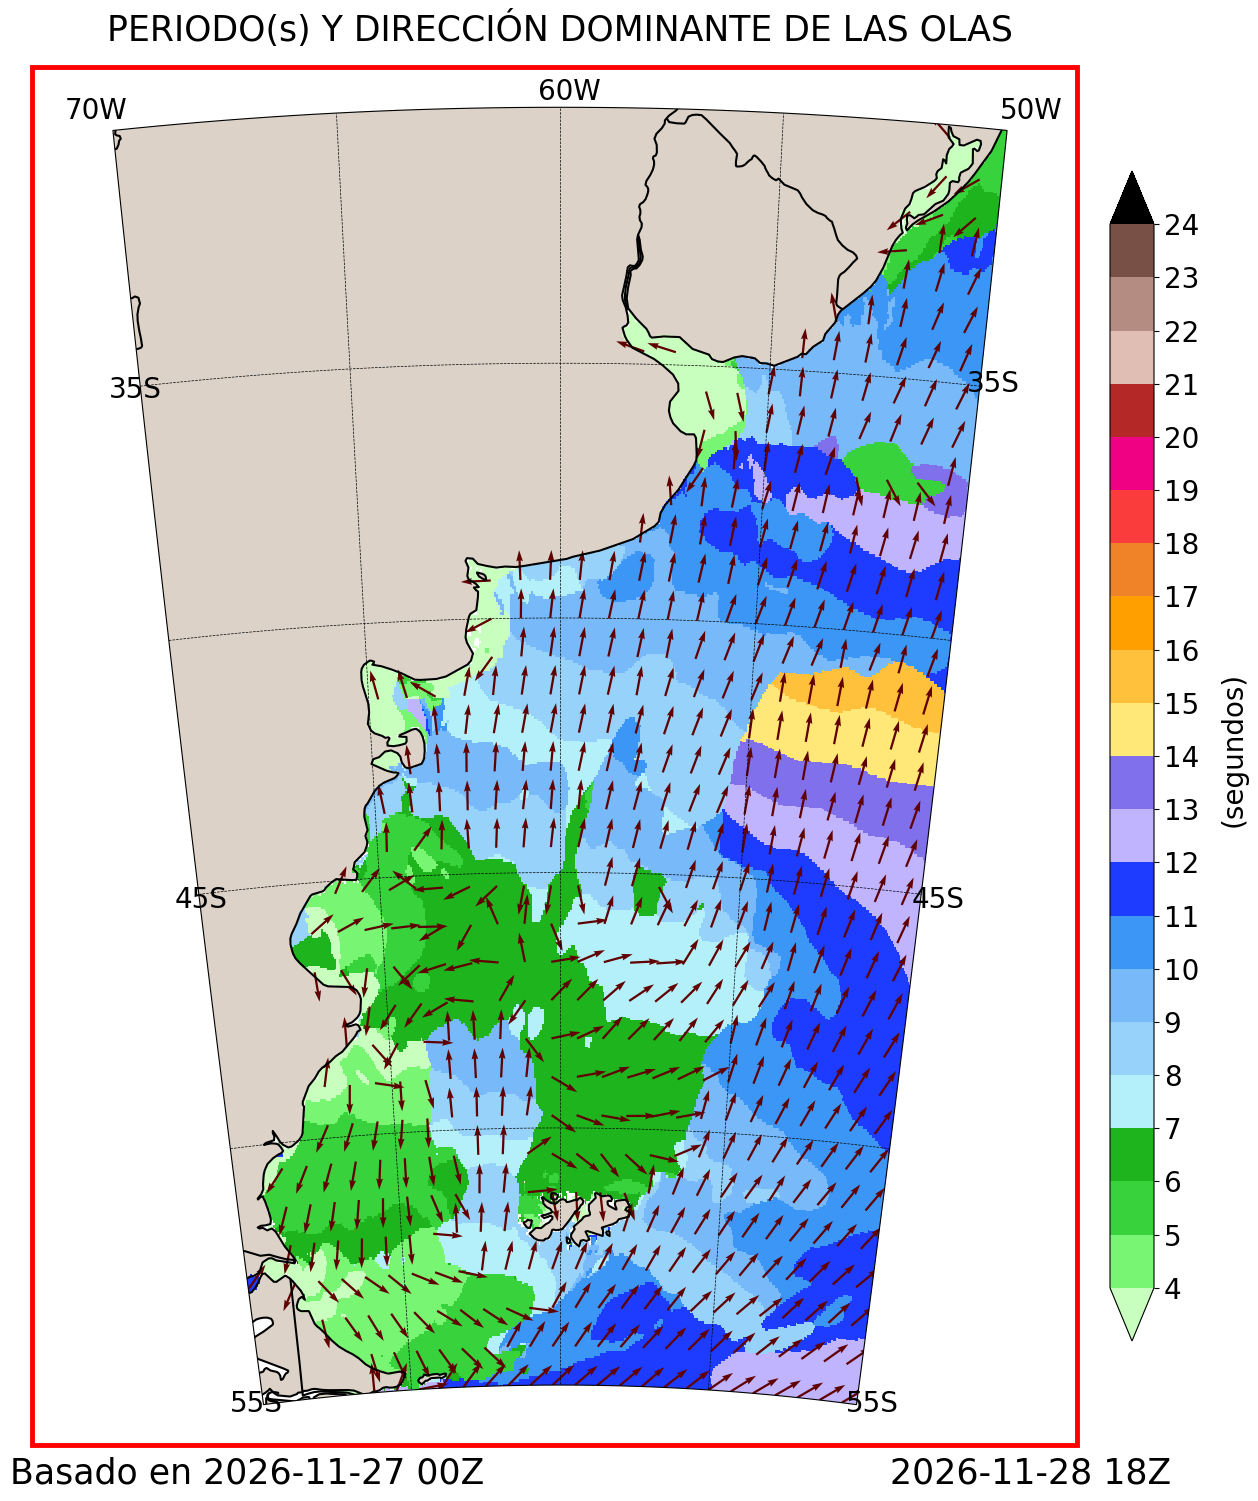 PERIODO(s) Y DIRECCIÓN DOMINANTE DE LAS OLAS
70W
60W
50W
35S
35S
45S
45S
55S
55S
24
23
22
21
20
19
18
17
16
15
14
13
12
11
10
9
8
7
6
5
4
(segundos)
Basado en 2026-11-27 00Z
2026-11-28 18Z